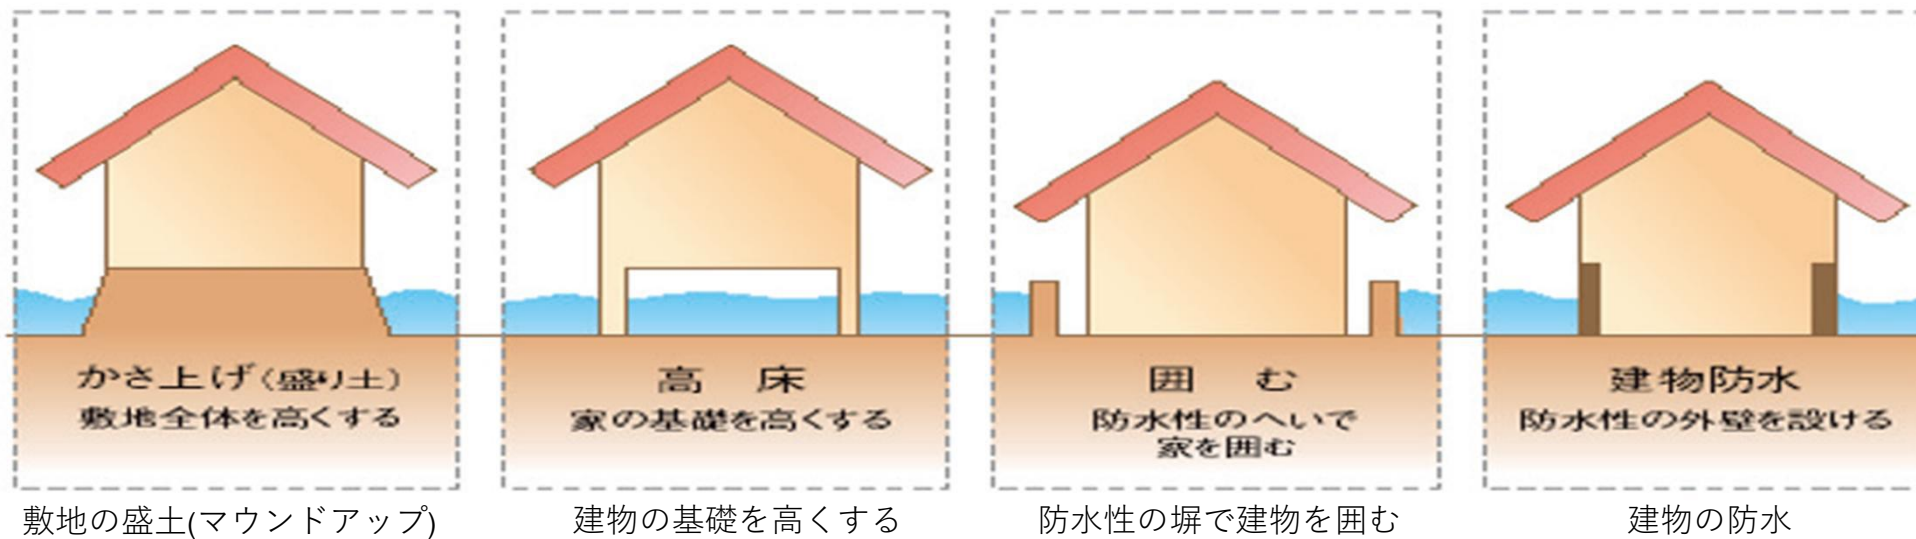 かさ上げ(盛り土)
敷地全体を高くする
敷地の盛土(マウンドアップ)
高 床
家の基礎を高くする
建物の基礎を高くする
囲 む
防水性のへいで
家を囲む
防水性の塀で建物を囲む
建物防水
防水性の外壁を設ける
建物の防水